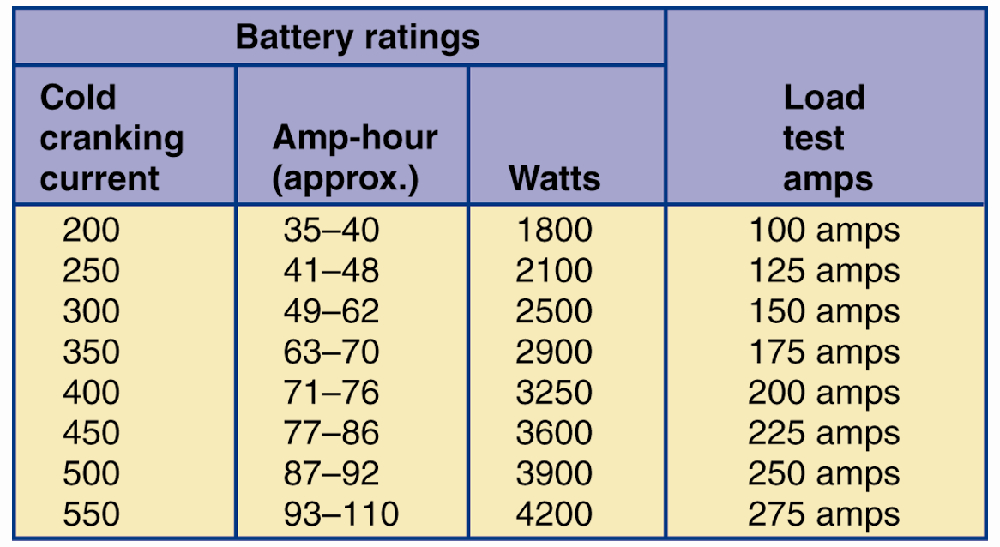 Battery ratings
Cold cranking current
Amp-hour (approx.)
Watts
Load test amps
200 35–40 1800 100 amps
250 41–48 2100 125 amps
300 49–62 2500 150 amps
350 63–70 2900 175 amps
400 71–76 3250 200 amps
450 77–86 3600 225 amps
500 87–92 3900 250 amps
550 93–110 4200 275 amps